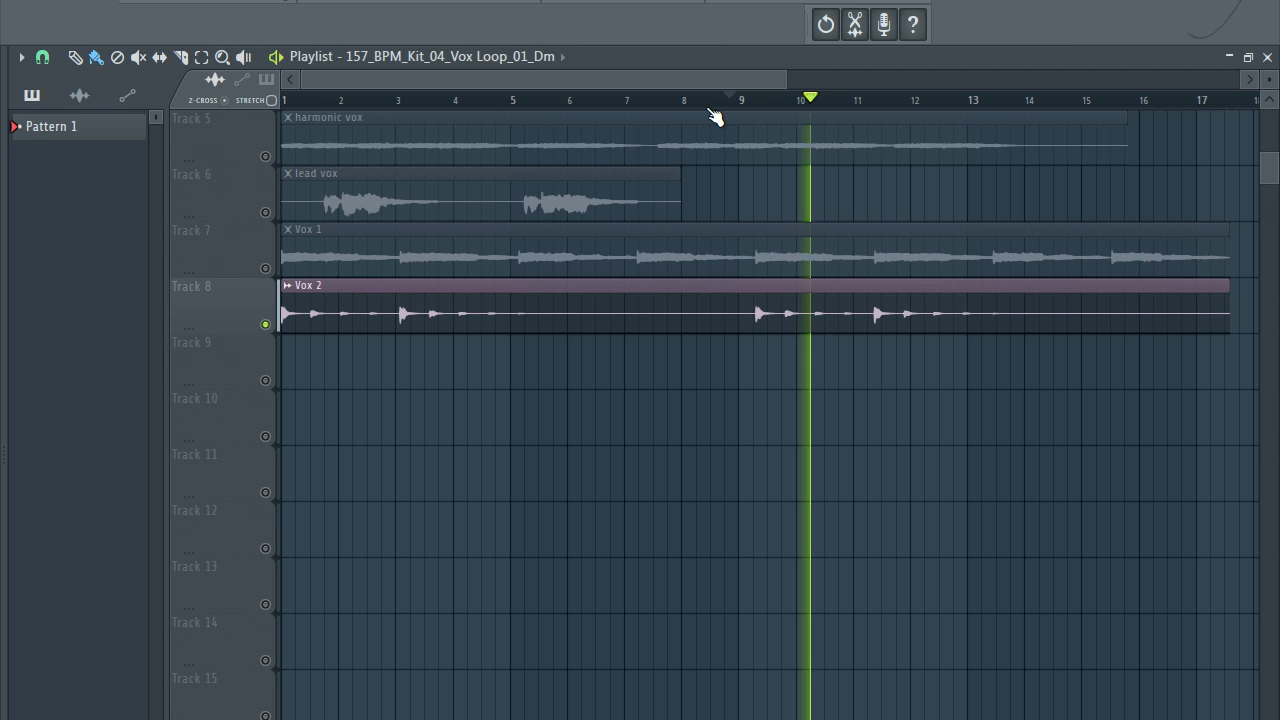 ?
Playlist - 157_BPM_Kit_04_Vox Loop_01_Dm
Z-CROSS STRETCH
1 2 3 4 5 6 7 8 9 10 11 12 13 14 15 16 17
Pattern 1
Track 5
harmonic vox
Track 6
lead vox
Track 7
Vox 1
Track 8
Vox 2
Track 9
Track 10
Track 11
Track 12
Track 13
Track 14
Track 15